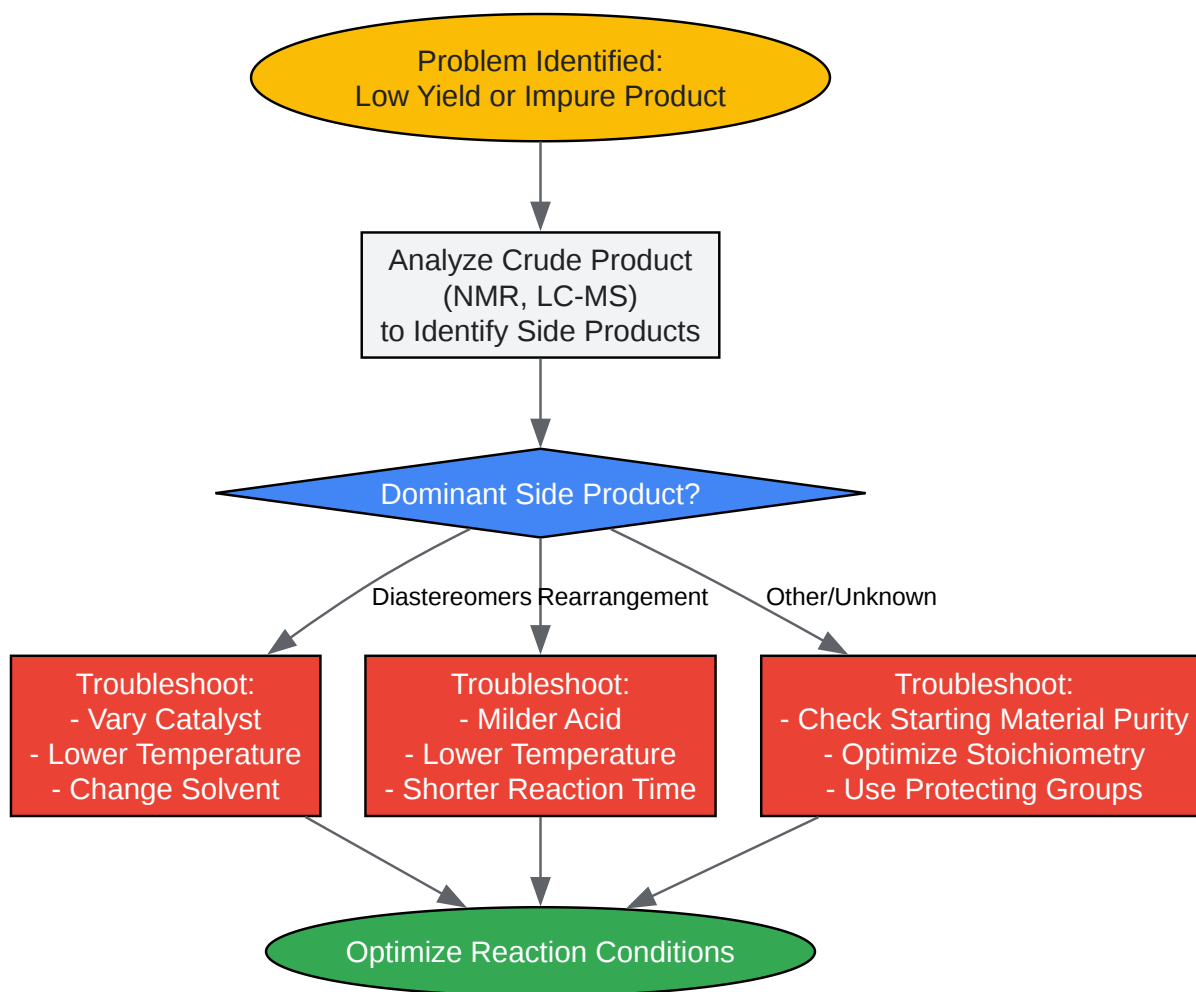 Problem Identified:
Low Yield or Impure Product
Analyze Crude Product
(NMR, LC-MS)
to Identify Side Products
Dominant Side Product?
Diastereomers
Rearrangement
Other/Unknown
Troubleshoot:
- Vary Catalyst
- Lower Temperature
- Change Solvent
Troubleshoot:
- Milder Acid
- Lower Temperature
- Shorter Reaction Time
Troubleshoot:
- Check Starting Material Purity
- Optimize Stoichiometry
- Use Protecting Groups
Optimize Reaction Conditions